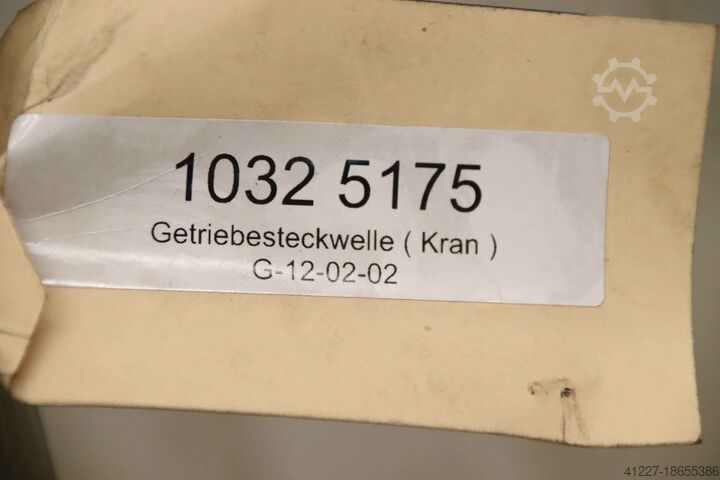 1032 5175
Getriebesteckwelle ( Kran )
G-12-02-02
41227-18655386